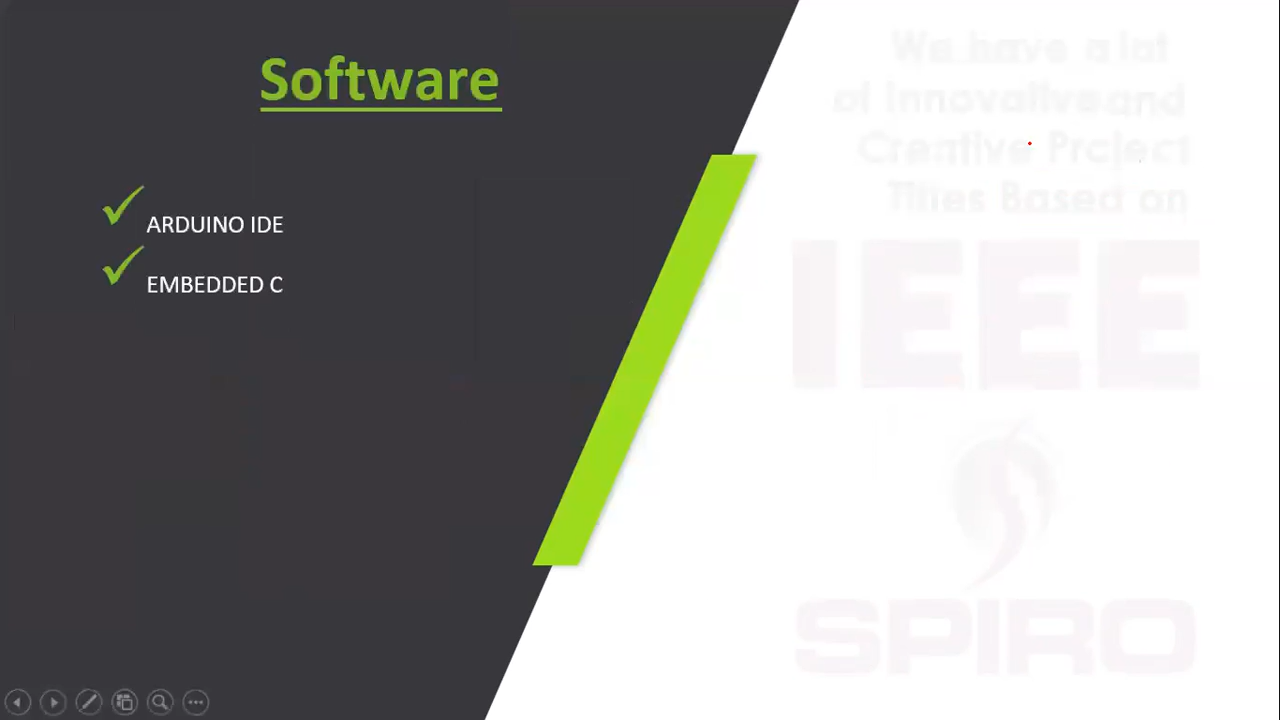 Software
ARDUINO IDE
EMBEDDED C
We have a lot
of Innovative and
Creative Project
Titles Based on
IEEE
SPIRO